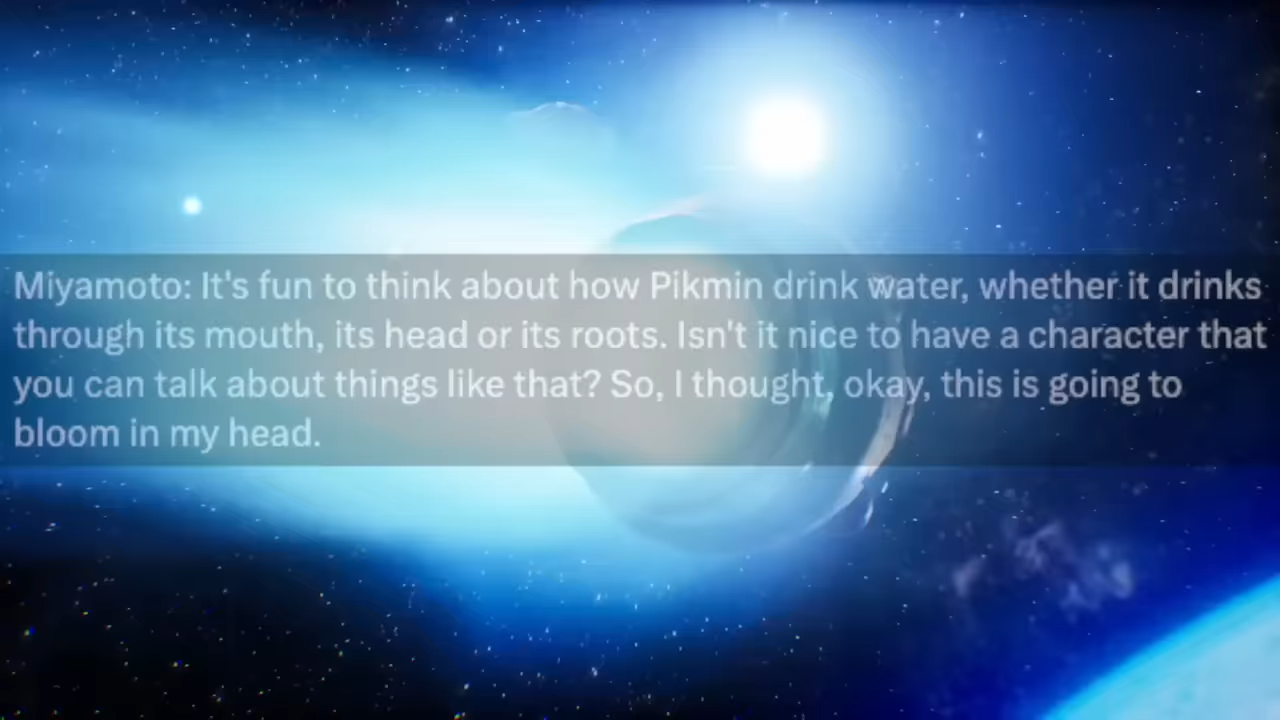 Miyamoto: It's fun to think about how Pikmin drink water, whether it drinks
through its mouth, its head or its roots. Isn't it nice to have a character that
you can talk about things like that? So, I thought, okay, this is going to
bloom in my head.